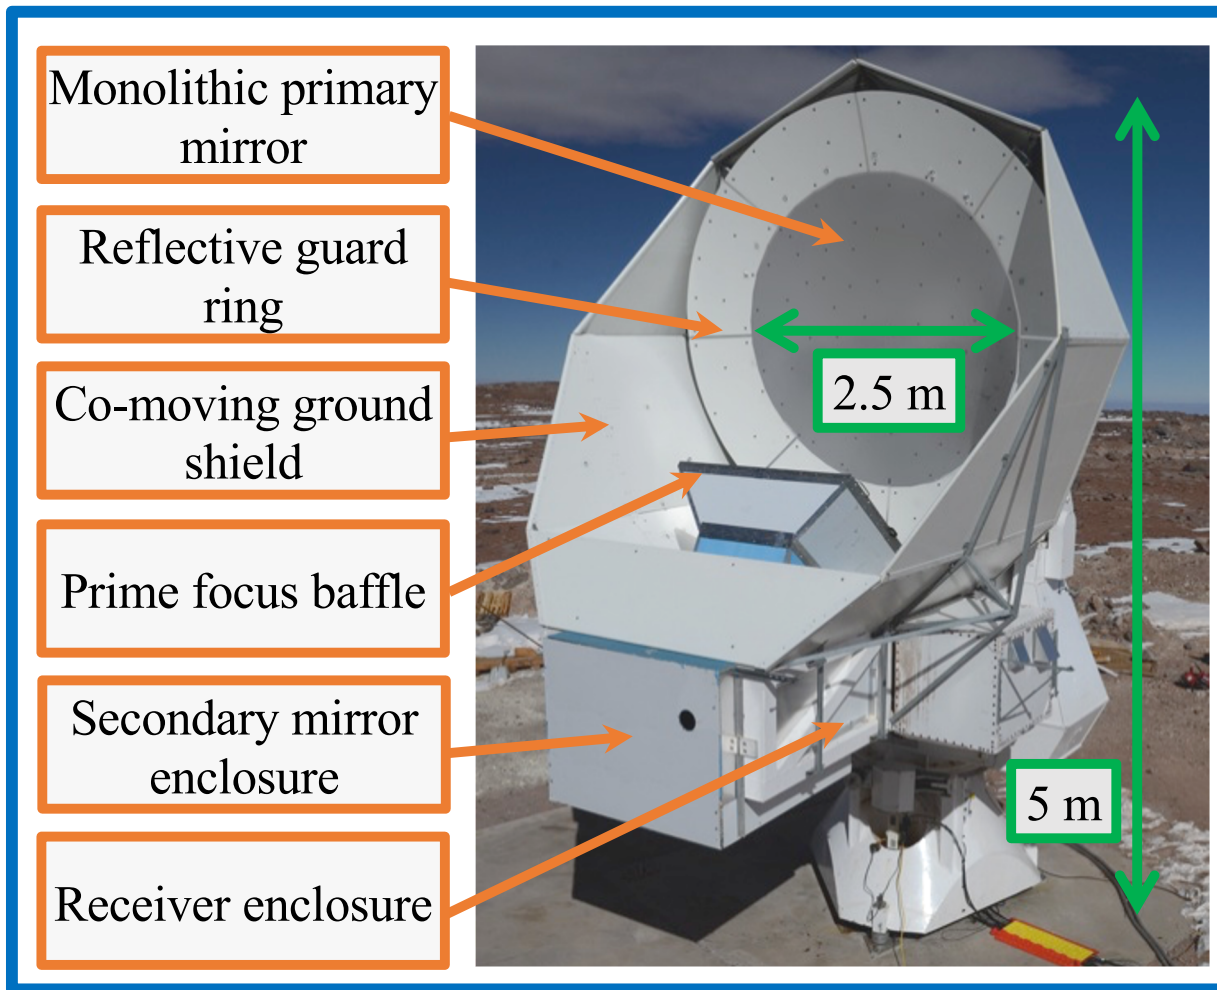 Monolithic primary
mirror
Reflective guard
ring
Co-moving ground
shield
Prime focus baffle
Secondary mirror
enclosure
Receiver enclosure
2.5 m
5 m